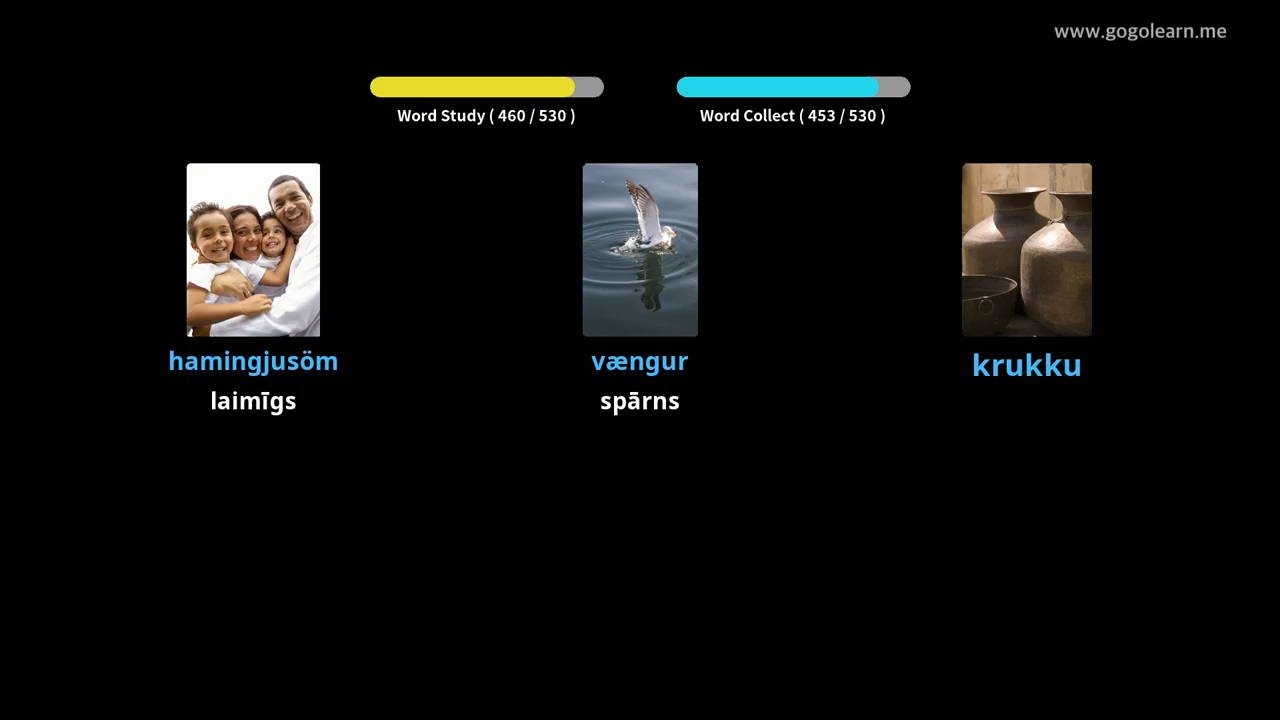 www.gogolearn.me
Word Study ( 460 / 530 )
Word Collect ( 453 / 530 )
hamingjusöm
laimīgs
vængur
spārns
krukku